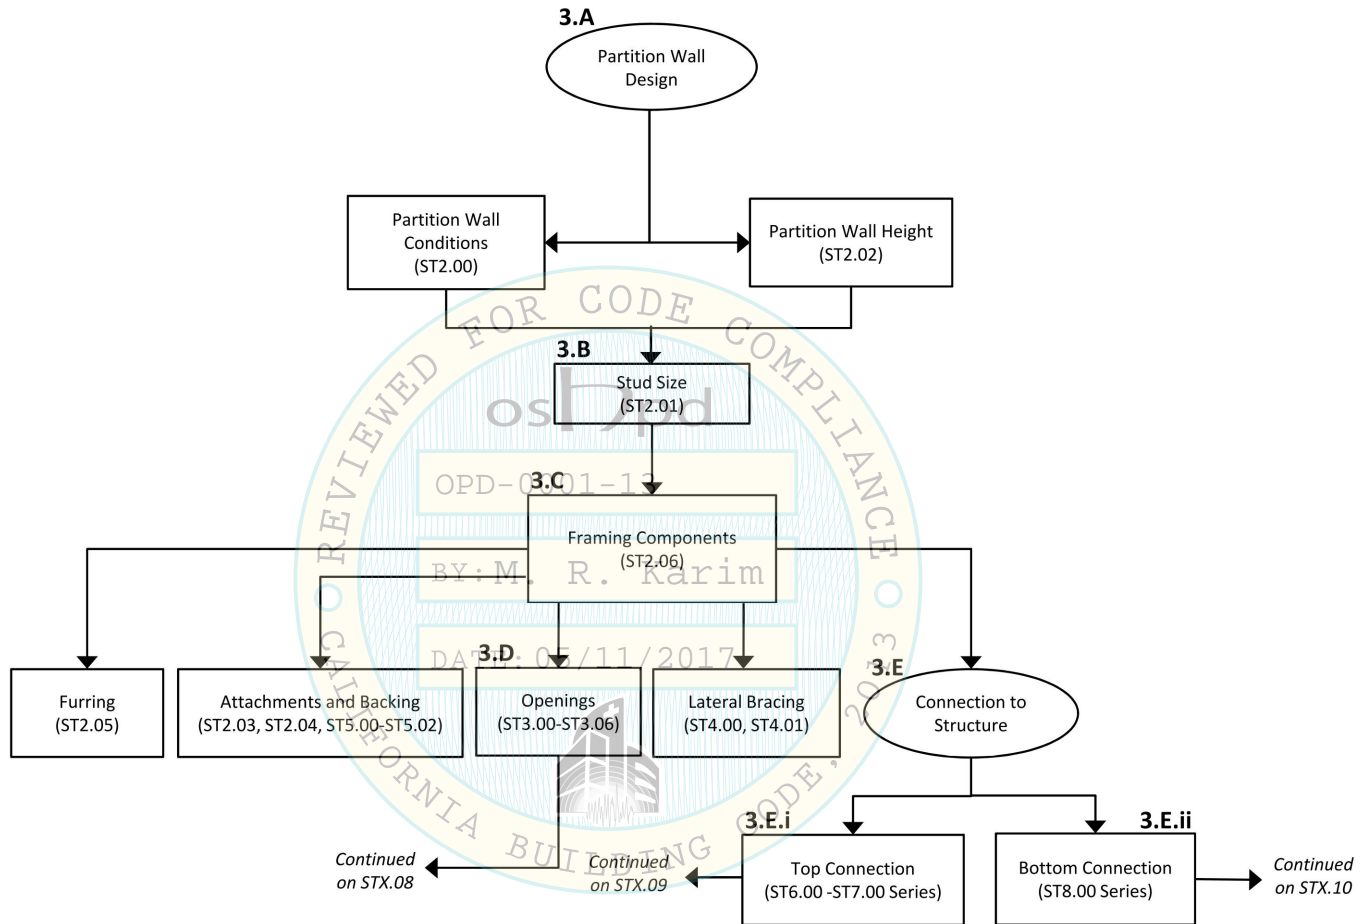 3.A
Partition Wall
Design
Partition Wall
Conditions
(ST2.00)
Partition Wall Height
(ST2.02)
3.B
Stud Size
(ST2.01)
3.C
Framing Components
(ST2.06)
Furring
(ST2.05)
Attachments and Backing
(ST2.03, ST2.04, ST5.00-ST5.02)
3.D
Openings
(ST3.00-ST3.06)
Lateral Bracing
(ST4.00, ST4.01)
3.E
Connection to
Structure
3.E.i
Top Connection
(ST6.00 -ST7.00 Series)
3.E.ii
Bottom Connection
(ST8.00 Series)
Continued
on STX.08
Continued
on STX.09
Continued
on STX.10
REVIEWED FOR CODE COMPLIANCE
CALIFORNIA BUILDING CODE, 2013
oshpd
OPD-0001-13
BY: M. R. Karim
DATE: 05/11/2017